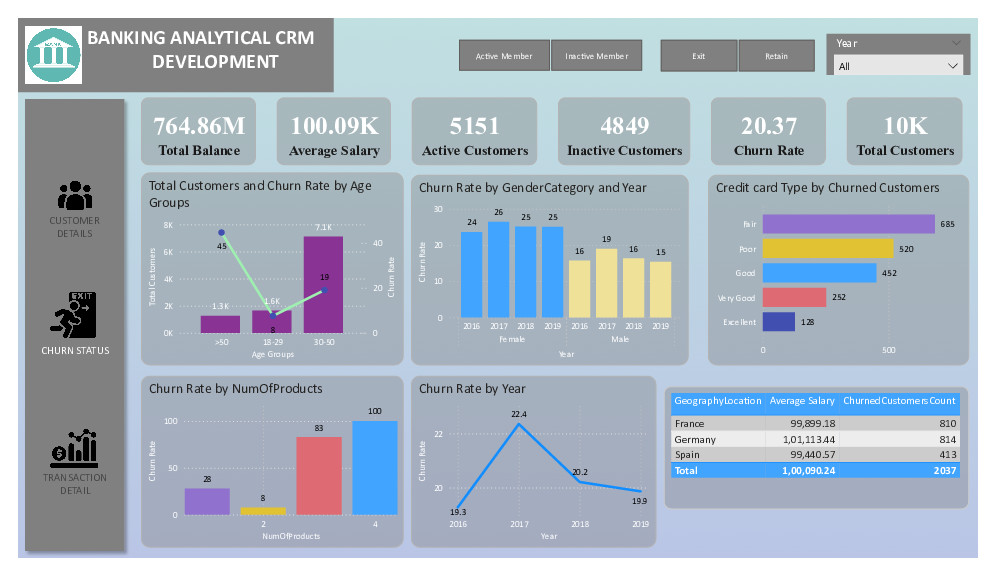 BANK
BANKING ANALYTICAL CRM
DEVELOPMENT
Active Member
Inactive Member
Exit
Retain
Year
All
764.86M
Total Balance
100.09K
Average Salary
5151
Active Customers
4849
Inactive Customers
20.37
Churn Rate
10K
Total Customers
CUSTOMER
DETAILS
EXIT
CHURN STATUS
TRANSACTION
DETAIL
Total Customers and Churn Rate by Age
Groups
Total Customers
8K
6K
4K
2K
0K
45
1.3K
1.6K
8
7.1K
19
40
20
0
Churn Rate
>50
18-29
30-50
Age Groups
Churn Rate by GenderCategory and Year
Churn Rate
30
20
10
0
24
26
25
25
16
19
16
15
2016
2017
2018
2019
2016
2017
2018
2019
Female
Male
Year
Credit card Type by Churned Customers
Fair
685
Poor
520
Good
452
Very Good
252
Excellent
128
0
500
Churn Rate by NumOfProducts
Churn Rate
100
50
0
28
8
83
100
2
4
NumOfProducts
Churn Rate by Year
Churn Rate
22
20
19.3
22.4
20.2
19.9
2016
2017
2018
2019
Year
GeographyLocation Average Salary ChurnedCustomers Count
France 99,899.18 810
Germany 1,01,113.44 814
Spain 99,440.57 413
Total 1,00,090.24 2037